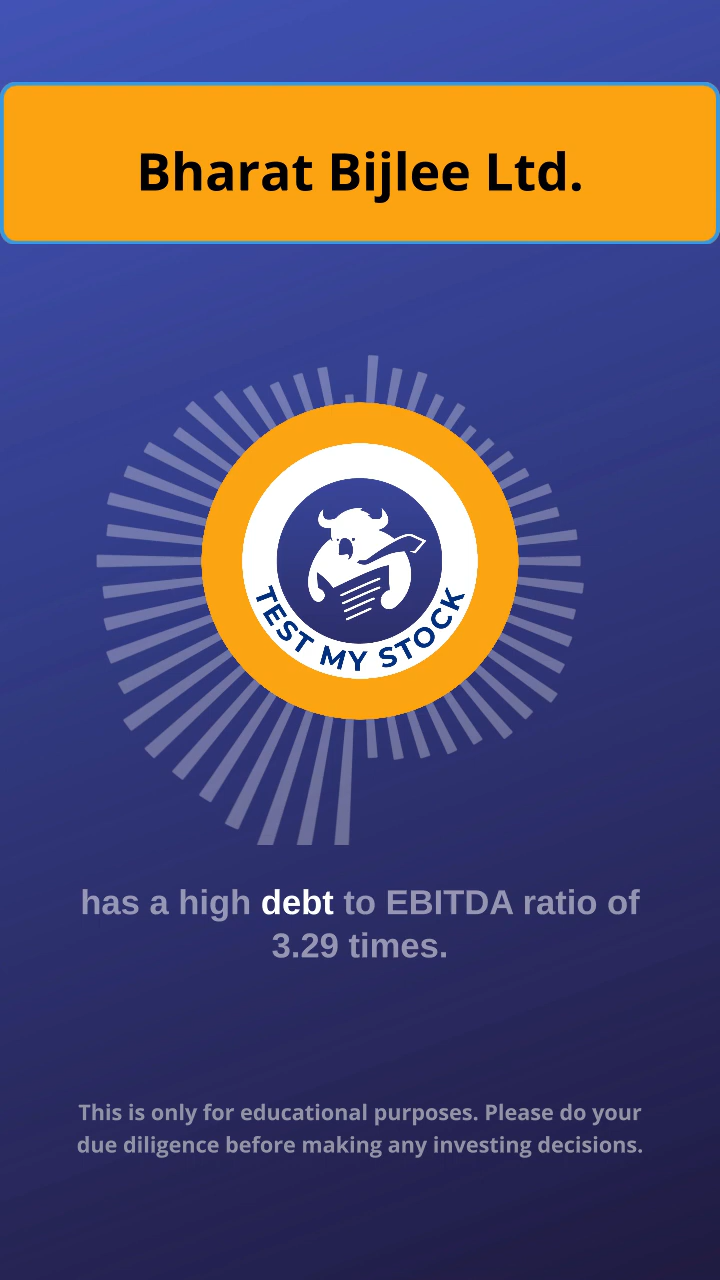 Bharat Bijlee Ltd.
TEST MY STOCK
has a high debt to EBITDA ratio of
3.29 times.
This is only for educational purposes. Please do your
due diligence before making any investing decisions.